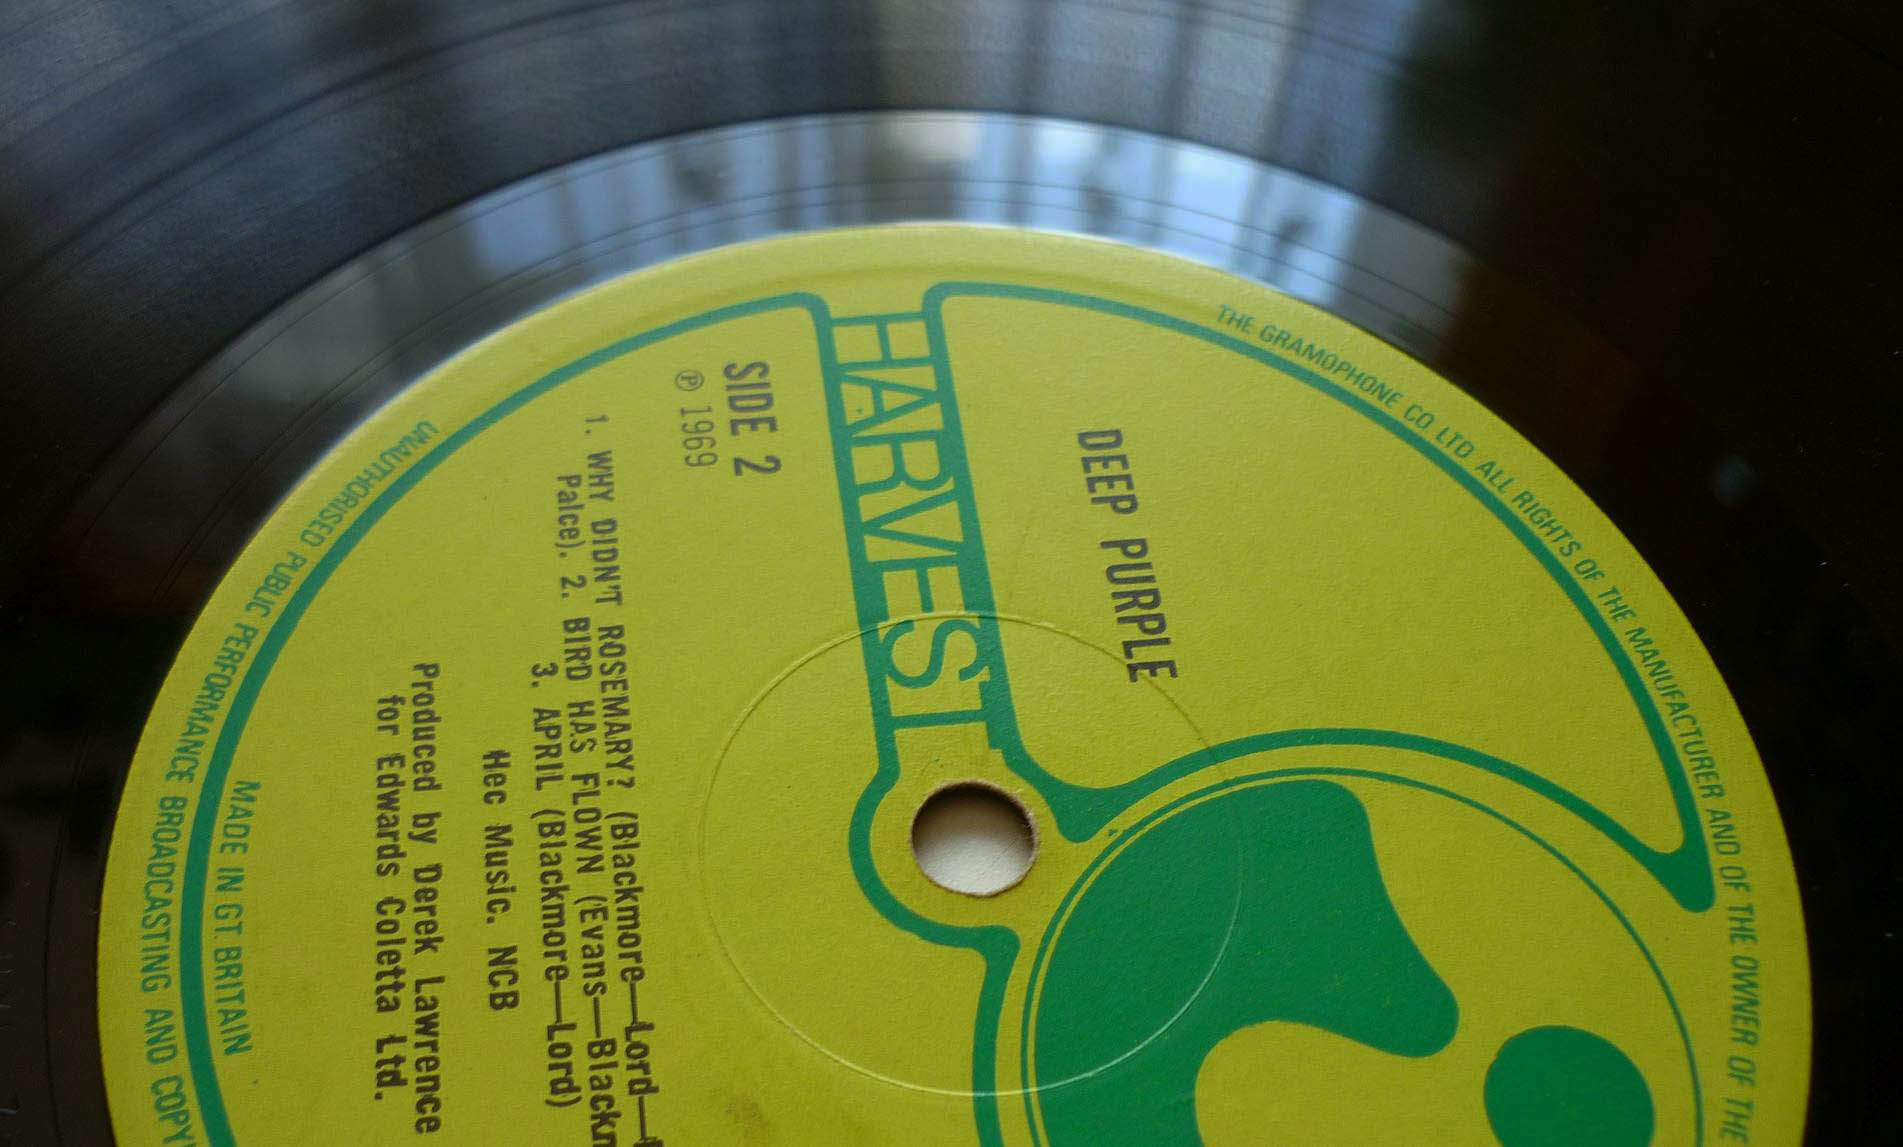 THE GRAMOPHONE CO LTD ALL RIGHTS OF THE MANUFACTURER AND OF THE OWNER OF THE
DEEP PURPLE
HARVEST
SIDE 2
℗ 1969
1. WHY DIDN'T ROSEMARY? (Blackmore—Lord—
Palce). 2. BIRD HAS FLOWN (Evans—Blackm
3. APRIL (Blackmore—Lord)
Hec Music. NCB
Produced by Derek Lawrence
for Edwards Coletta Ltd.
MADE IN GT BRITAIN
UNAUTHORISED PUBLIC PERFORMANCE BROADCASTING AND COPY